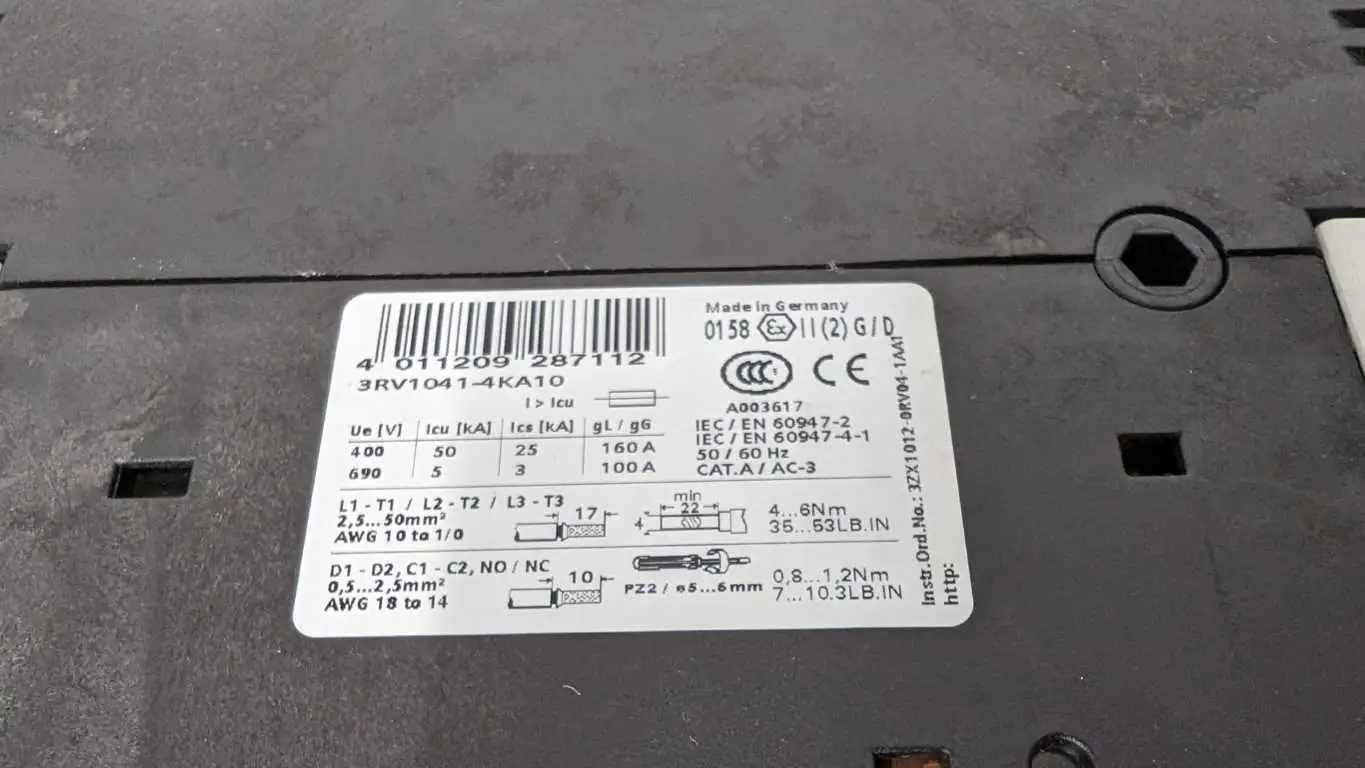 4 011209 287112
3RV1041-4KA10
I > Icu
Ue [V] Icu [kA] Ics [kA] gL / gG
400 50 25 160 A
690 5 3 100 A
Made in Germany
0158 Ex II (2) G / D
CCC CE
A003617
IEC / EN 60947-2
IEC / EN 60947-4-1
50 / 60 Hz
CAT. A / AC-3
L1 - T1 / L2 - T2 / L3 - T3
2,5...50mm²
AWG 10 to 1/0
17
min
22
4
4...6Nm
35...53LB.IN
D1 - D2, C1 - C2, NO / NC
0,5...2,5mm²
AWG 18 to 14
10
PZ2 / ø5...6mm
0,8...1,2Nm
7...10.3LB.IN
Instr.Ord.No.: 3ZX1012-0RV04-1AA1
http: